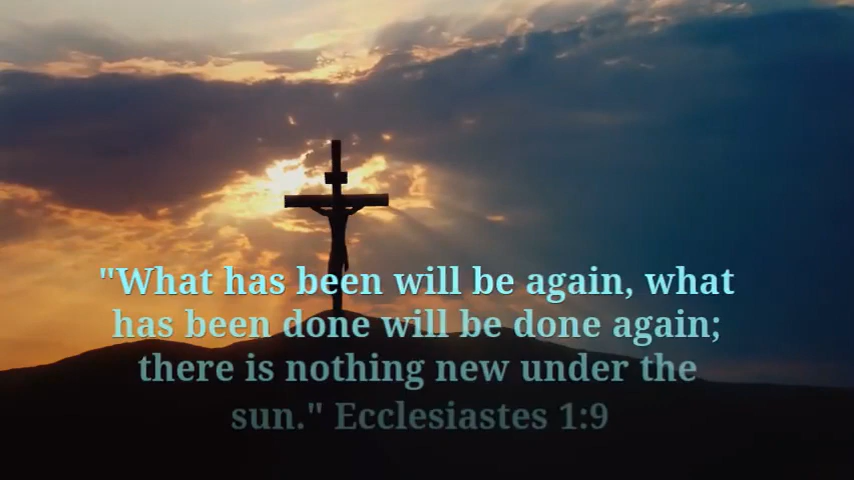 "What has been will be again, what
has been done will be done again;
there is nothing new under the
sun." Ecclesiastes 1:9